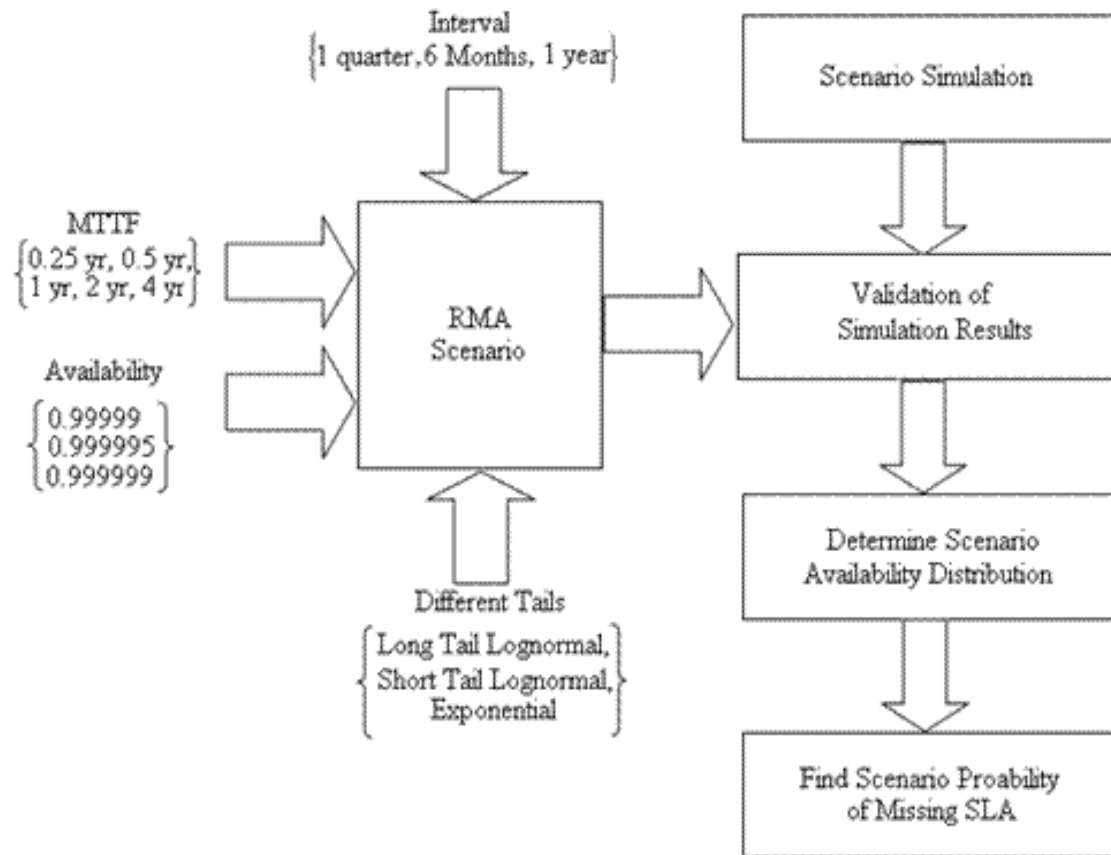 Interval
{1 quarter, 6 Months, 1 year}
MTTF
{0.25 yr, 0.5 yr,
1 yr, 2 yr, 4 yr}
Availability
{0.99999
0.999995
0.999999}
RMA
Scenario
Different Tails
{Long Tail Lognormal,
Short Tail Lognormal,
Exponential}
Scenario Simulation
Validation of
Simulation Results
Determine Scenario
Availability Distribution
Find Scenario Proability
of Missing SLA